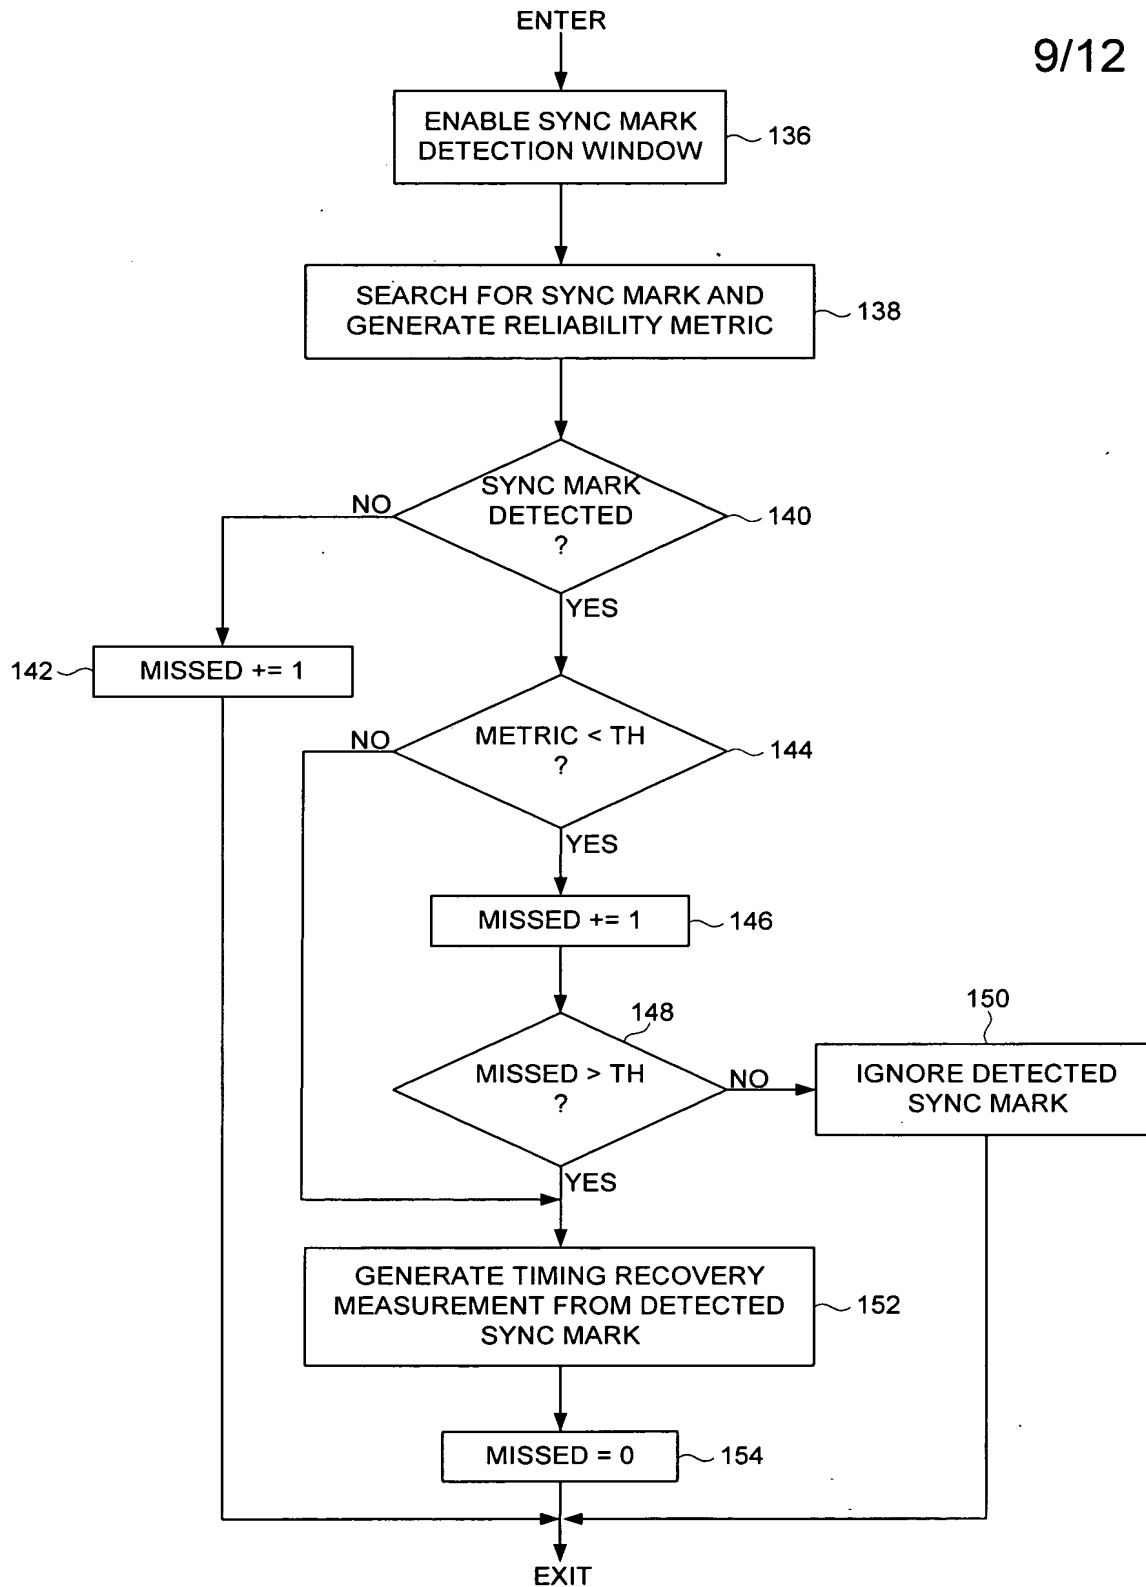 ENTER
9/12
ENABLE SYNC MARK
DETECTION WINDOW
136
SEARCH FOR SYNC MARK AND
GENERATE RELIABILITY METRIC
138
SYNC MARK
DETECTED
?
140
NO
YES
142
MISSED += 1
METRIC < TH
?
144
NO
YES
MISSED += 1
146
148
MISSED > TH
?
NO
YES
150
IGNORE DETECTED
SYNC MARK
GENERATE TIMING RECOVERY
MEASUREMENT FROM DETECTED
SYNC MARK
152
MISSED = 0
154
EXIT